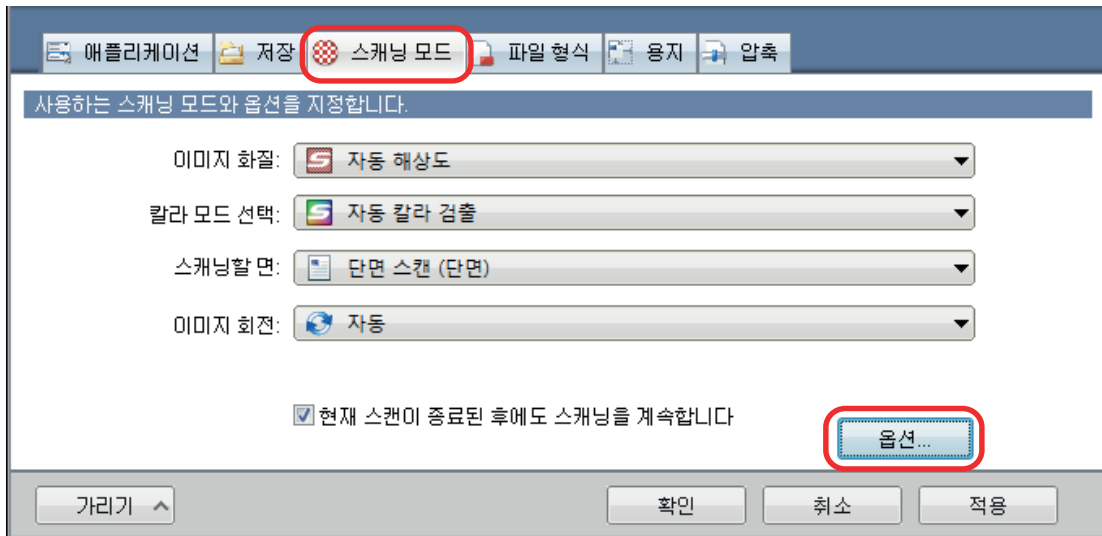 애플리케이션 저장 스캐닝 모드 파일 형식 용지 압축
사용하는 스캐닝 모드와 옵션을 지정합니다.
이미지 화질: 자동 해상도
칼라 모드 선택: 자동 칼라 검출
스캐닝할 면: 단면 스캔 (단면)
이미지 회전: 자동
현재 스캔이 종료된 후에도 스캐닝을 계속합니다
옵션...
가리기 확인 취소 적용